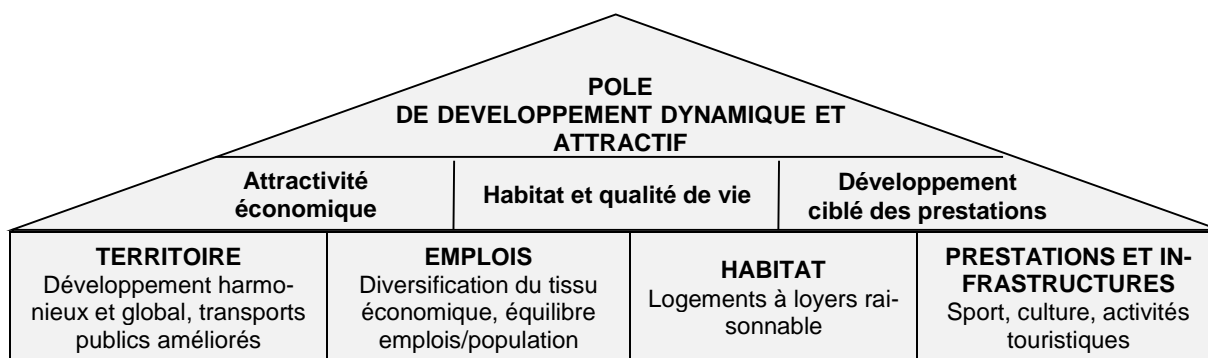 POLE
DE DEVELOPPEMENT DYNAMIQUE ET
ATTRACTIF
Attractivité
économique
Habitat et qualité de vie
Développement
ciblé des prestations
TERRITOIRE
Développement harmo-
nieux et global, transports
publics améliorés
EMPLOIS
Diversification du tissu
économique, équilibre
emplois/population
HABITAT
Logements à loyers rai-
sonnable
PRESTATIONS ET IN-
FRASTRUCTURES
Sport, culture, activités
touristiques